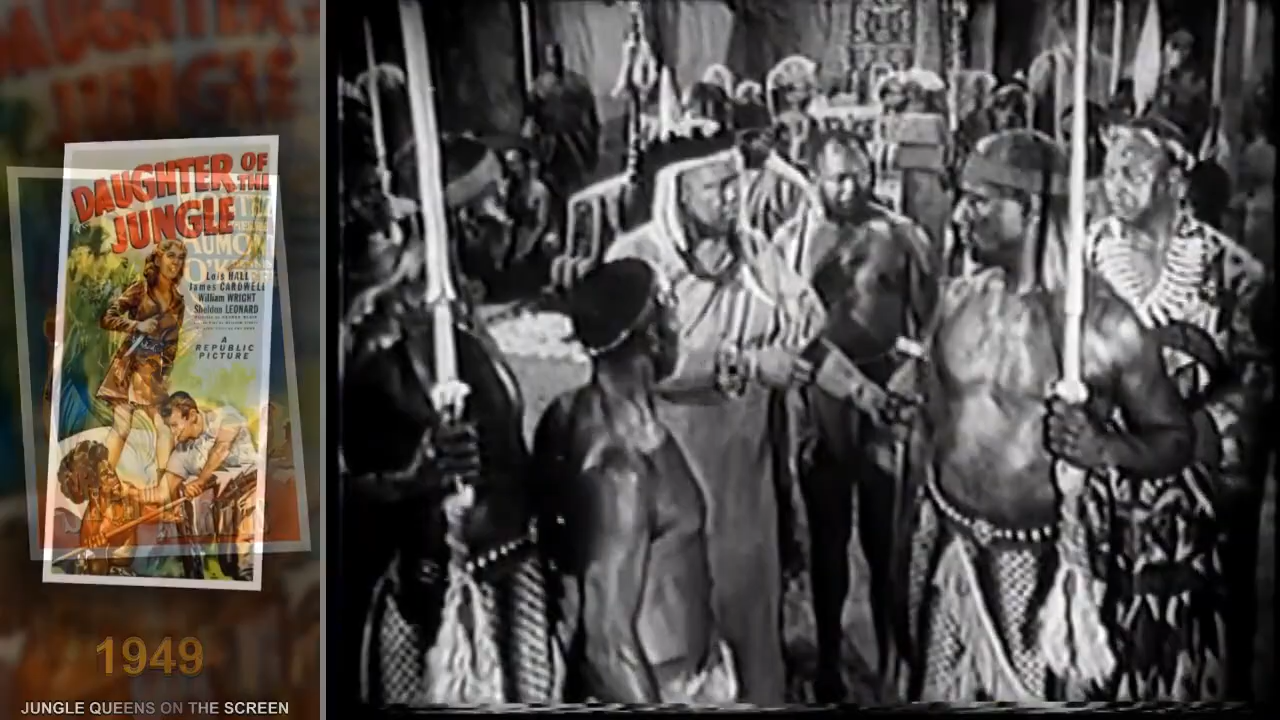 DAUGHTER OF THE
JUNGLE
Lois HALL
James CARDWELL
William WRIGHT
Sheldon LEONARD
A
REPUBLIC
PICTURE
1949
JUNGLE QUEENS ON THE SCREEN